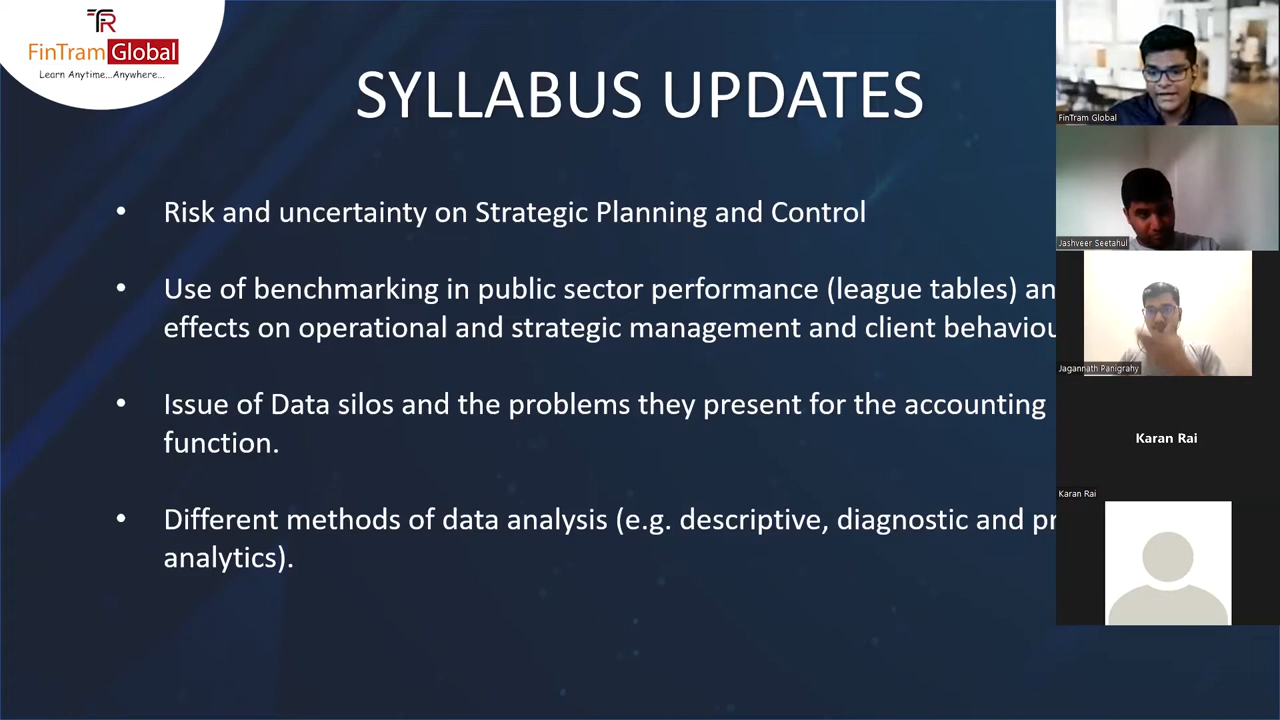 FinTram Global
Learn Anytime...Anywhere...
SYLLABUS UPDATES
• Risk and uncertainty on Strategic Planning and Control
• Use of benchmarking in public sector performance (league tables)
effects on operational and strategic management and client
• Issue of Data silos and the problems they present for the accounting
function.
• Different methods of data analysis (e.g. descriptive, diagnostic and
analytics).
FinTram Global
Jashveer Seetahul
Jagannath Panigrahy
Karan Rai
Karan Rai